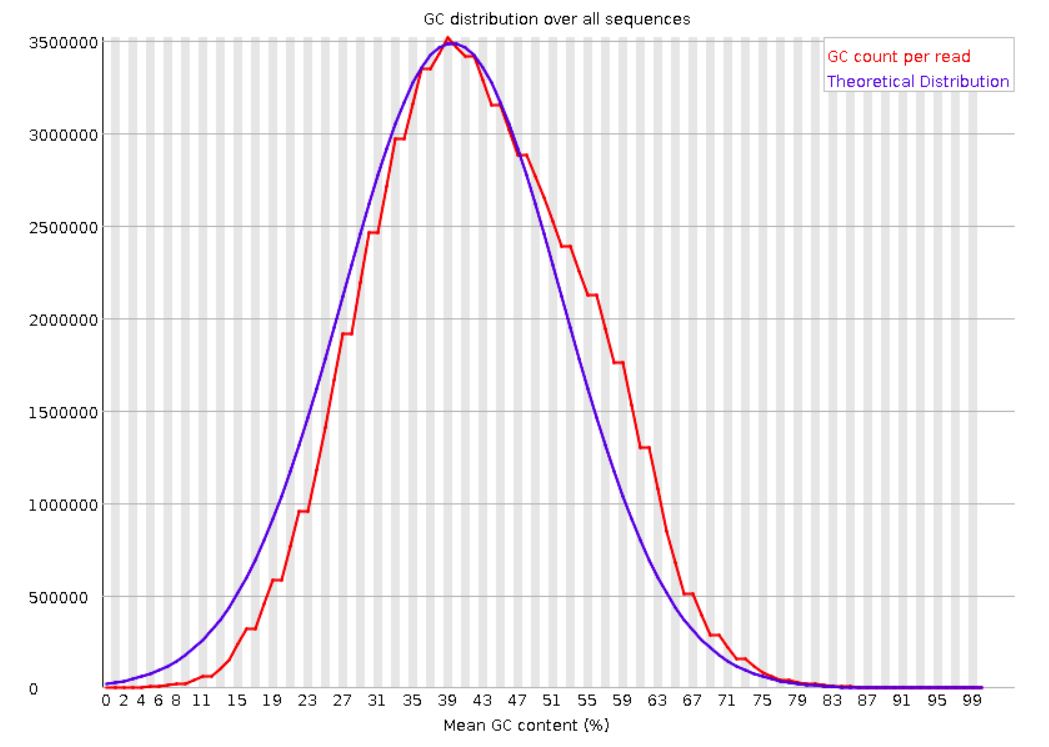 GC distribution over all sequences
GC count per read
Theoretical Distribution
3500000
3000000
2500000
2000000
1500000
1000000
500000
0
0 2 4 6 8 11 15 19 23 27 31 35 39 43 47 51 55 59 63 67 71 75 79 83 87 91 95 99
Mean GC content (%)